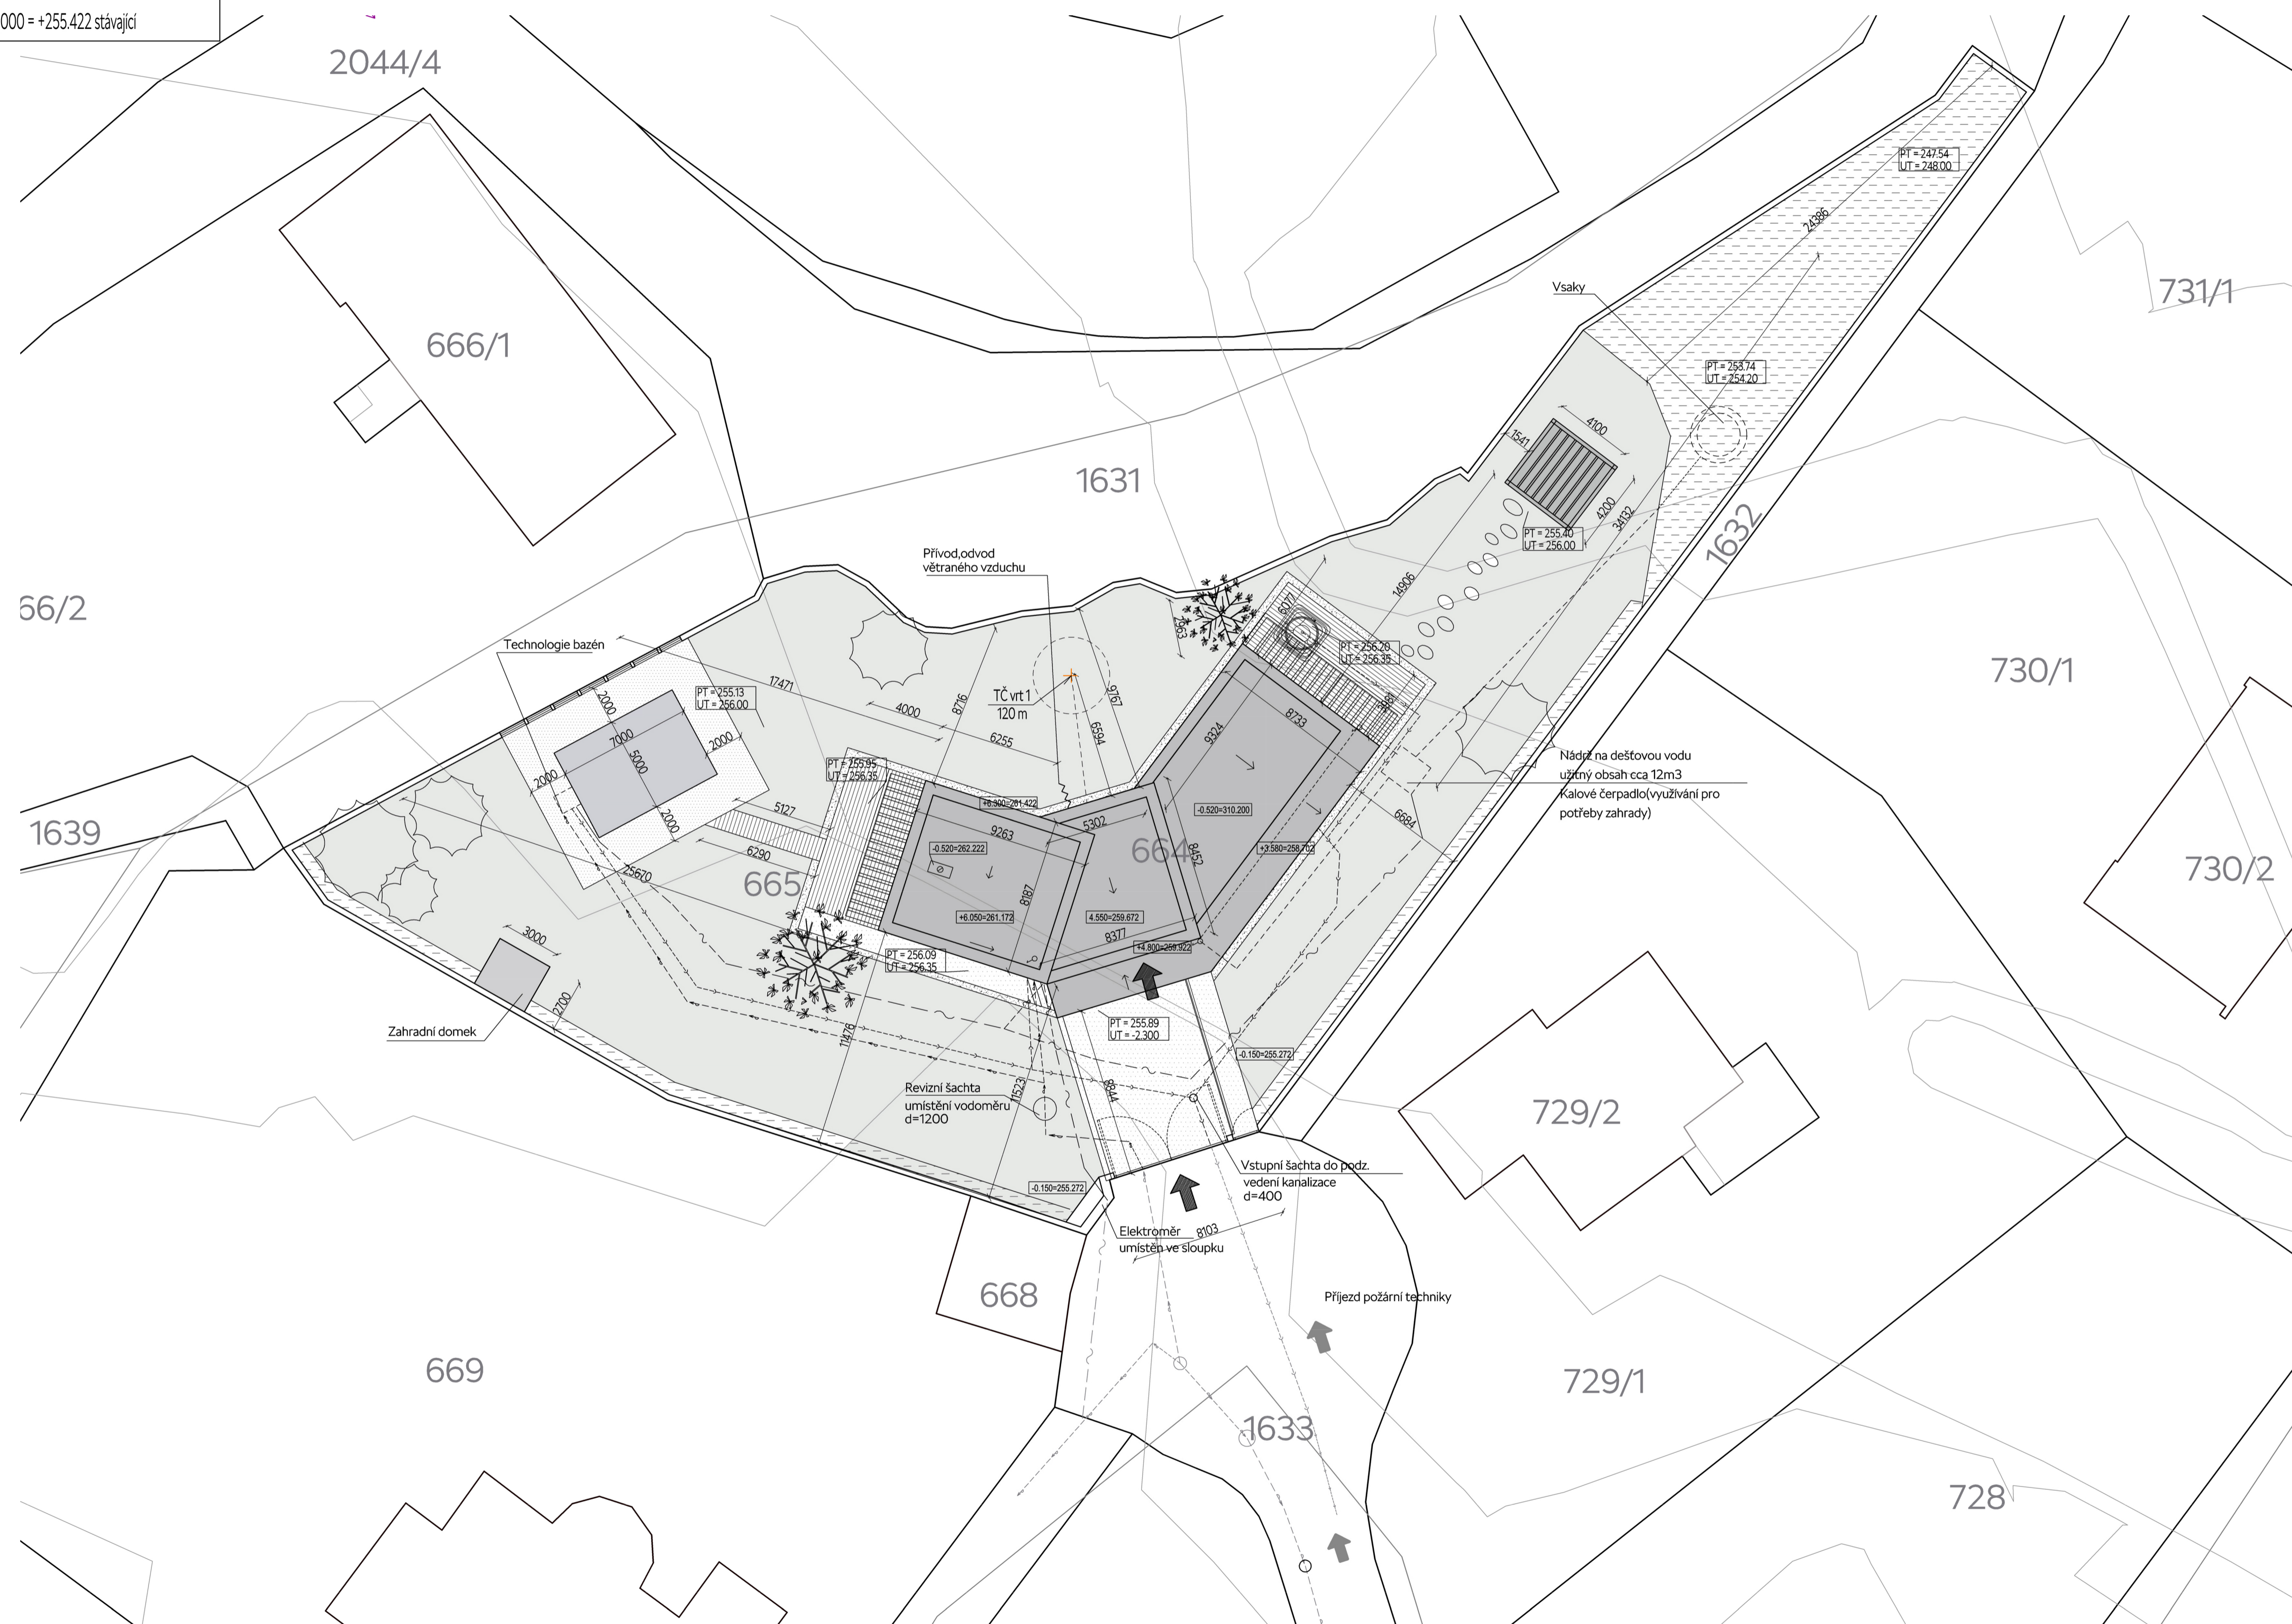 000 = +255.422 stávající
2044/4
PT = 247.54
UT = 248.00
24386
Vsaky
731/1
666/1
PT = 253.74
UT = 254.20
4100
1541
1631
4200
34132
1632
PT = 255.40
UT = 256.00
Přívod,odvod
větraného vzduchu
14906
6077
2963
66/2
Technologie bazén
PT = 256.20
UT = 256.35
730/1
17471
PT = 255.13
UT = 256.00
2000
4000
8716
TČ vrt 1
120 m
9767
6594
3081
8733
9324
7000
5000
2000
6255
2000
Nádrž na dešťovou vodu
užitný obsah cca 12m3
Kalové čerpadlo(využívání pro
potřeby zahrady)
PT = 255.95
UT = 256.35
+6.300=261.422
-0.520=310.200
5127
2000
5302
9263
6684
1639
-0.520=262.222
664
8452
+3.580=258.702
6290
730/2
25670
665
8187
+6.050=261.172
4.550=259.672
8377
+4.800=259.922
3000
PT = 256.09
UT = 256.35
2700
Zahradní domek
11476
PT = 255.89
UT = -2.300
-0.150=255.272
Revizní šachta
umístění vodoměru
d=1200
11523
8844
729/2
Vstupní šachta do podz.
vedení kanalizace
d=400
-0.150=255.272
Elektroměr
umístěn ve sloupku
8103
668
Příjezd požární techniky
669
729/1
1633
728